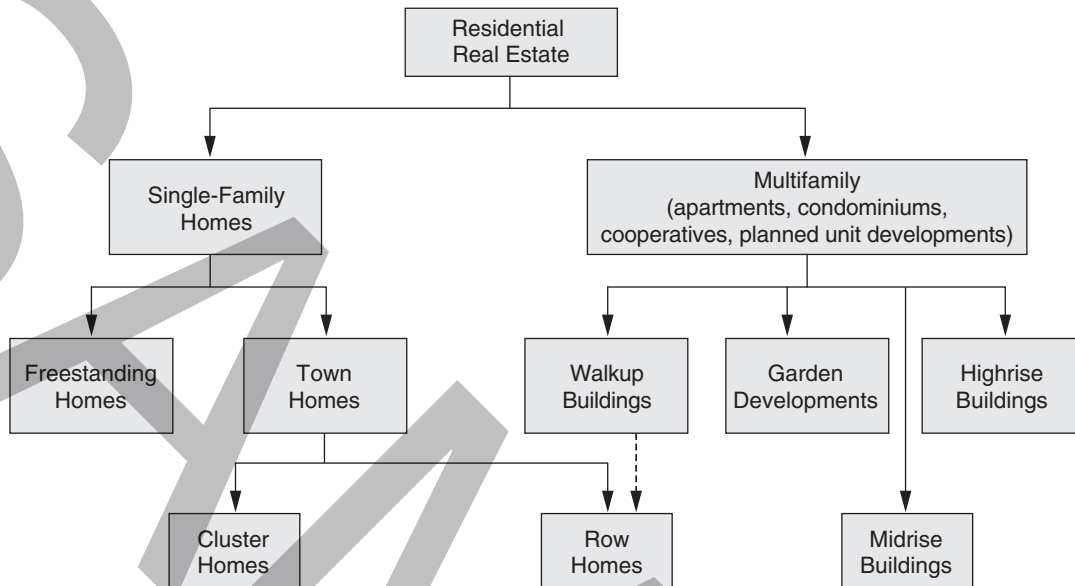 Residential
Real Estate
Single-Family
Homes
Multifamily
(apartments, condominiums,
cooperatives, planned unit developments)
Freestanding
Homes
Town
Homes
Walkup
Buildings
Garden
Developments
Highrise
Buildings
Cluster
Homes
Row
Homes
Midrise
Buildings